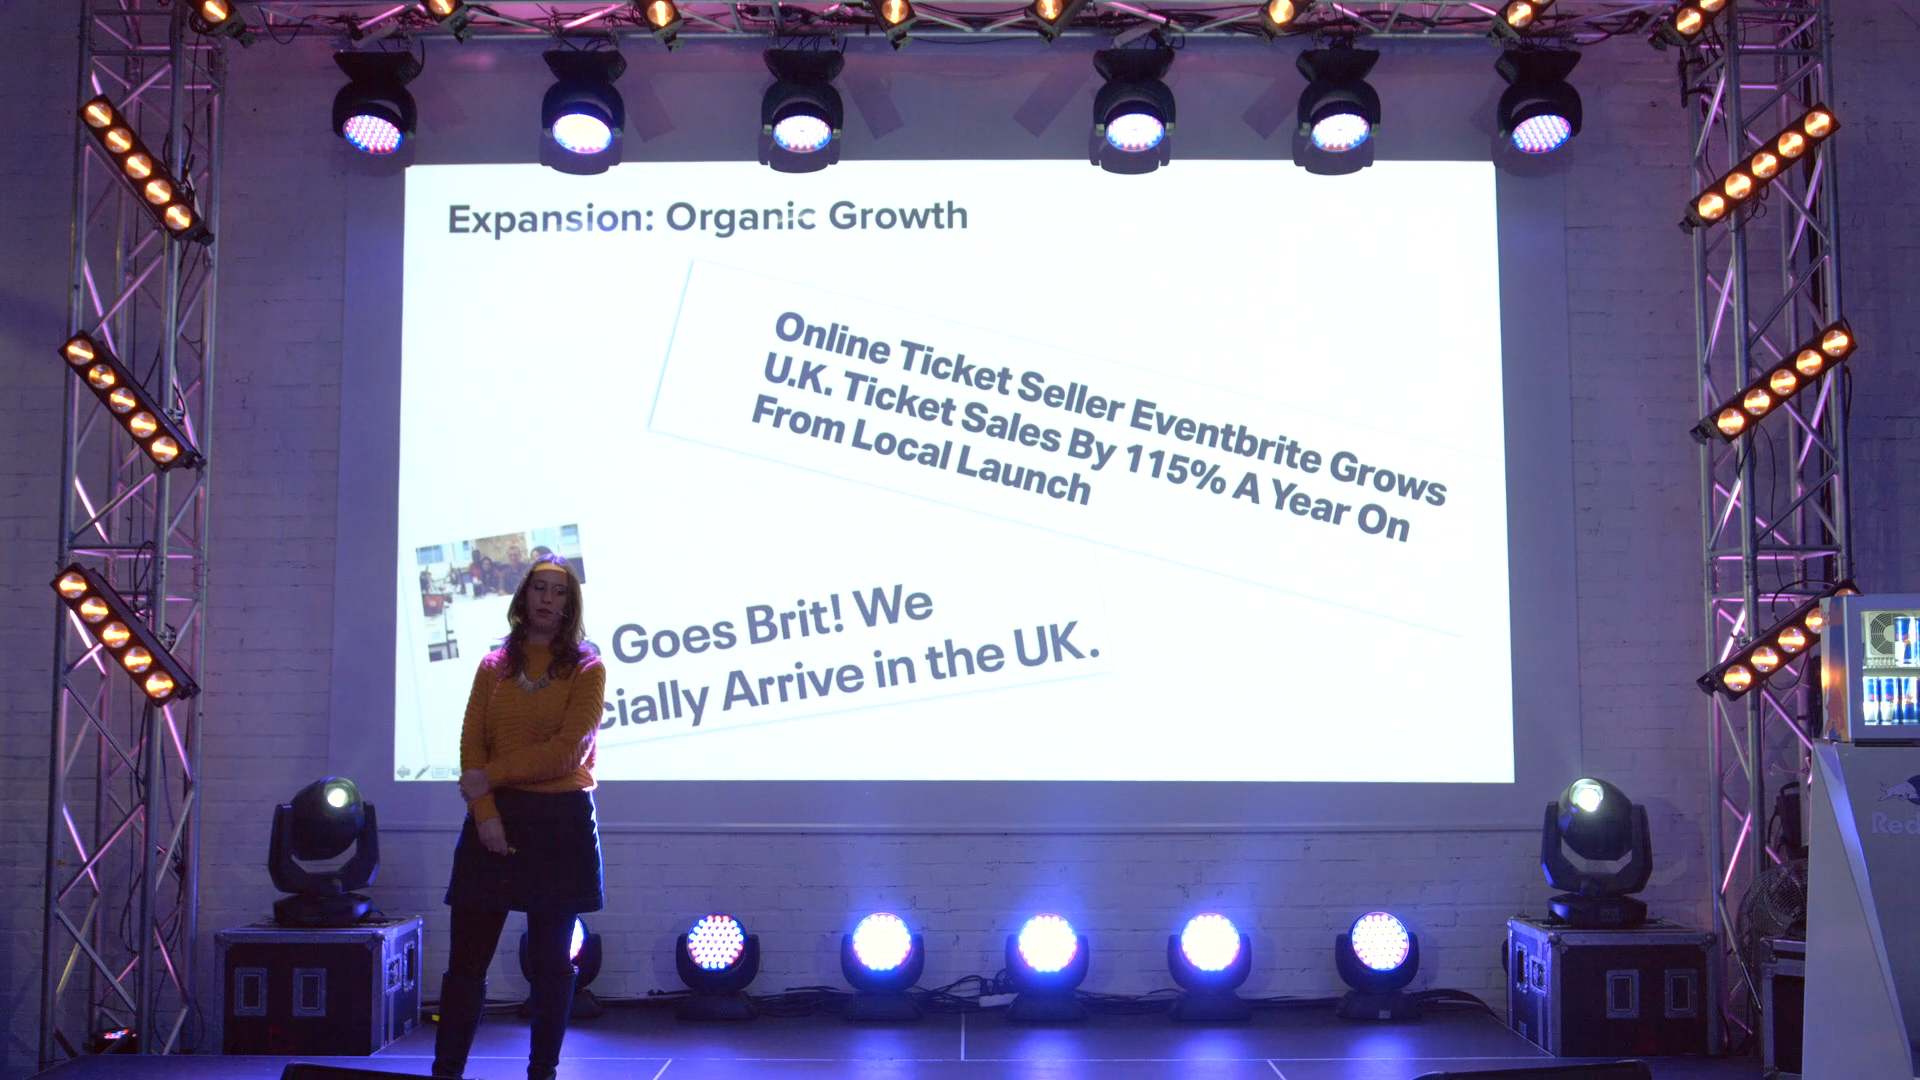 Expansion: Organic Growth
Online Ticket Seller Eventbrite Grows
U.K. Ticket Sales By 115% A Year On
From Local Launch
Goes Brit! We
cially Arrive in the UK.
Red